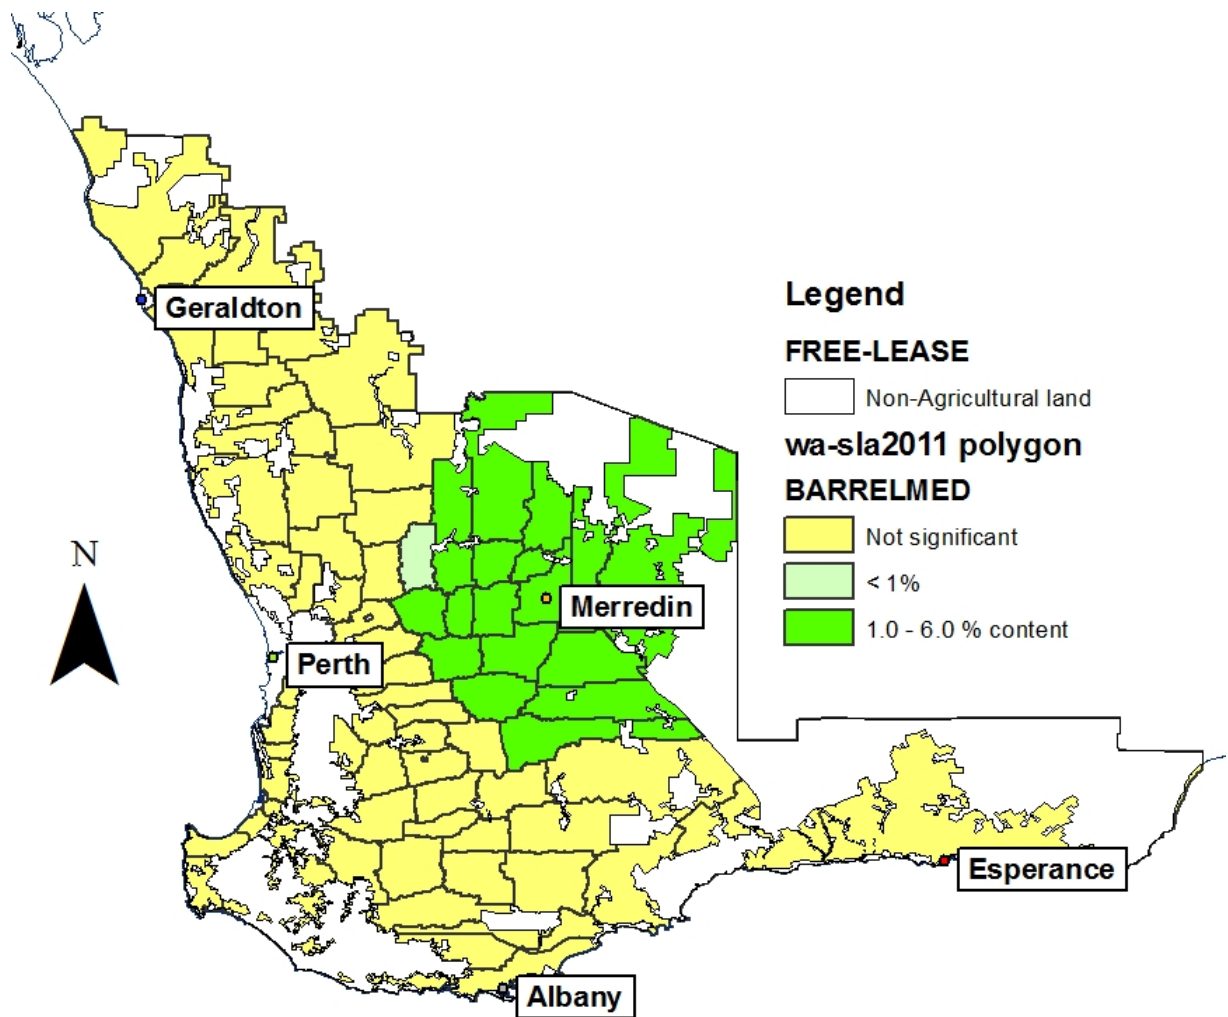 Geraldton
Legend
FREE-LEASE
Non-Agricultural land
wa-sla2011 polygon
BARRELMED
Not significant
< 1%
1.0 - 6.0 % content
N
Merredin
Perth
Esperance
Albany